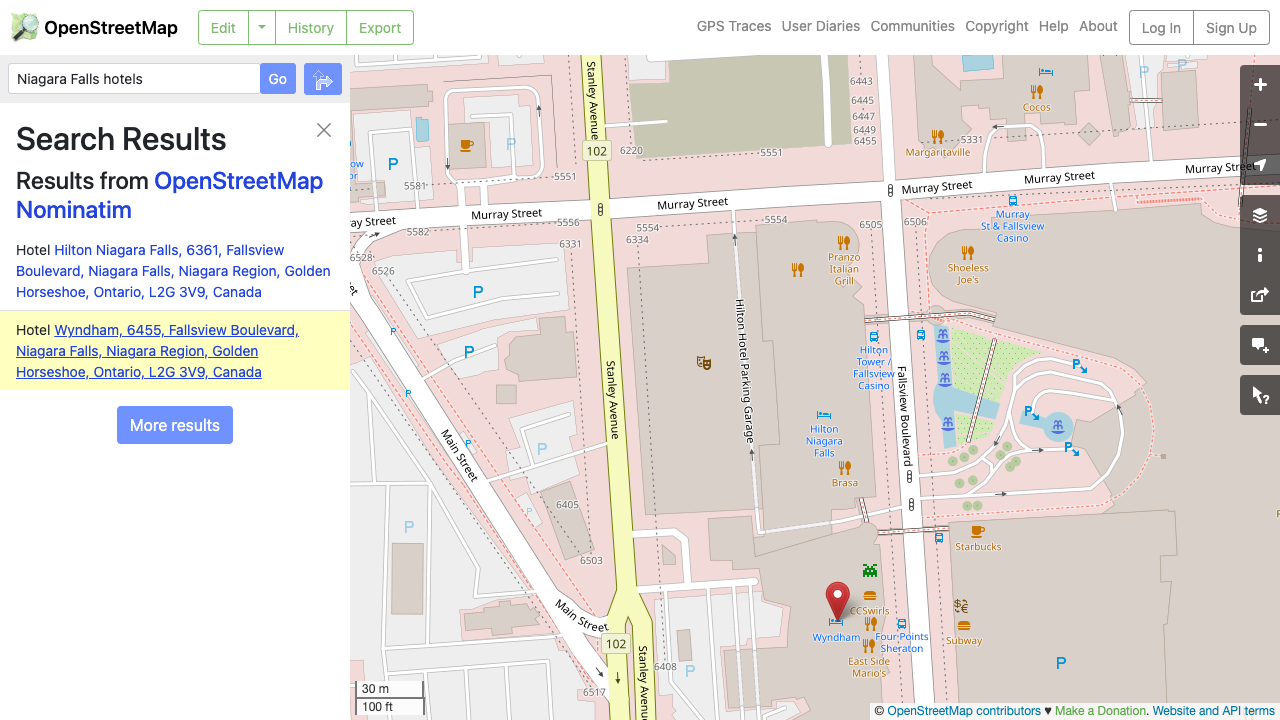 OpenStreetMap
Edit
History
Export
GPS Traces
User Diaries
Communities
Copyright
Help
About
Log In
Sign Up
Niagara Falls hotels
Go
Search Results
Results from OpenStreetMap
Nominatim
Hotel Hilton Niagara Falls, 6361, Fallsview
Boulevard, Niagara Falls, Niagara Region, Golden
Horseshoe, Ontario, L2G 3V9, Canada
Hotel Wyndham, 6455, Fallsview Boulevard,
Niagara Falls, Niagara Region, Golden
Horseshoe, Ontario, L2G 3V9, Canada
More results
Stanley Avenue
102
6220
5551
6443
6445
6447
6449
6455
Cocos
Margaritaville
5331
P
P
P
P
5581
5551
Murray Street
Murray Street
Murray Street
Murray Street
ay Street
5582
5556
5554
5554
6331
6334
6505
6506
6528
6526
Murray
St & Fallsview
Casino
Pranzo
Italian
Grill
Shoeless
Joe's
P
P
P
P
P
P
P
Hilton Hotel Parking Garage
Stanley Avenue
Hilton
Tower /
Fallsview
Casino
Fallsview Boulevard
P
P
P
Hilton
Niagara
Falls
Brasa
Main Street
6405
P
6503
Starbucks
CCSwirls
Wyndham
Four Points
Sheraton
East Side
Mario's
Subway
Main Street
102
Stanley Avenue
6408
6517
P
P
30 m
100 ft
© OpenStreetMap contributors ♥ Make a Donation. Website and API terms